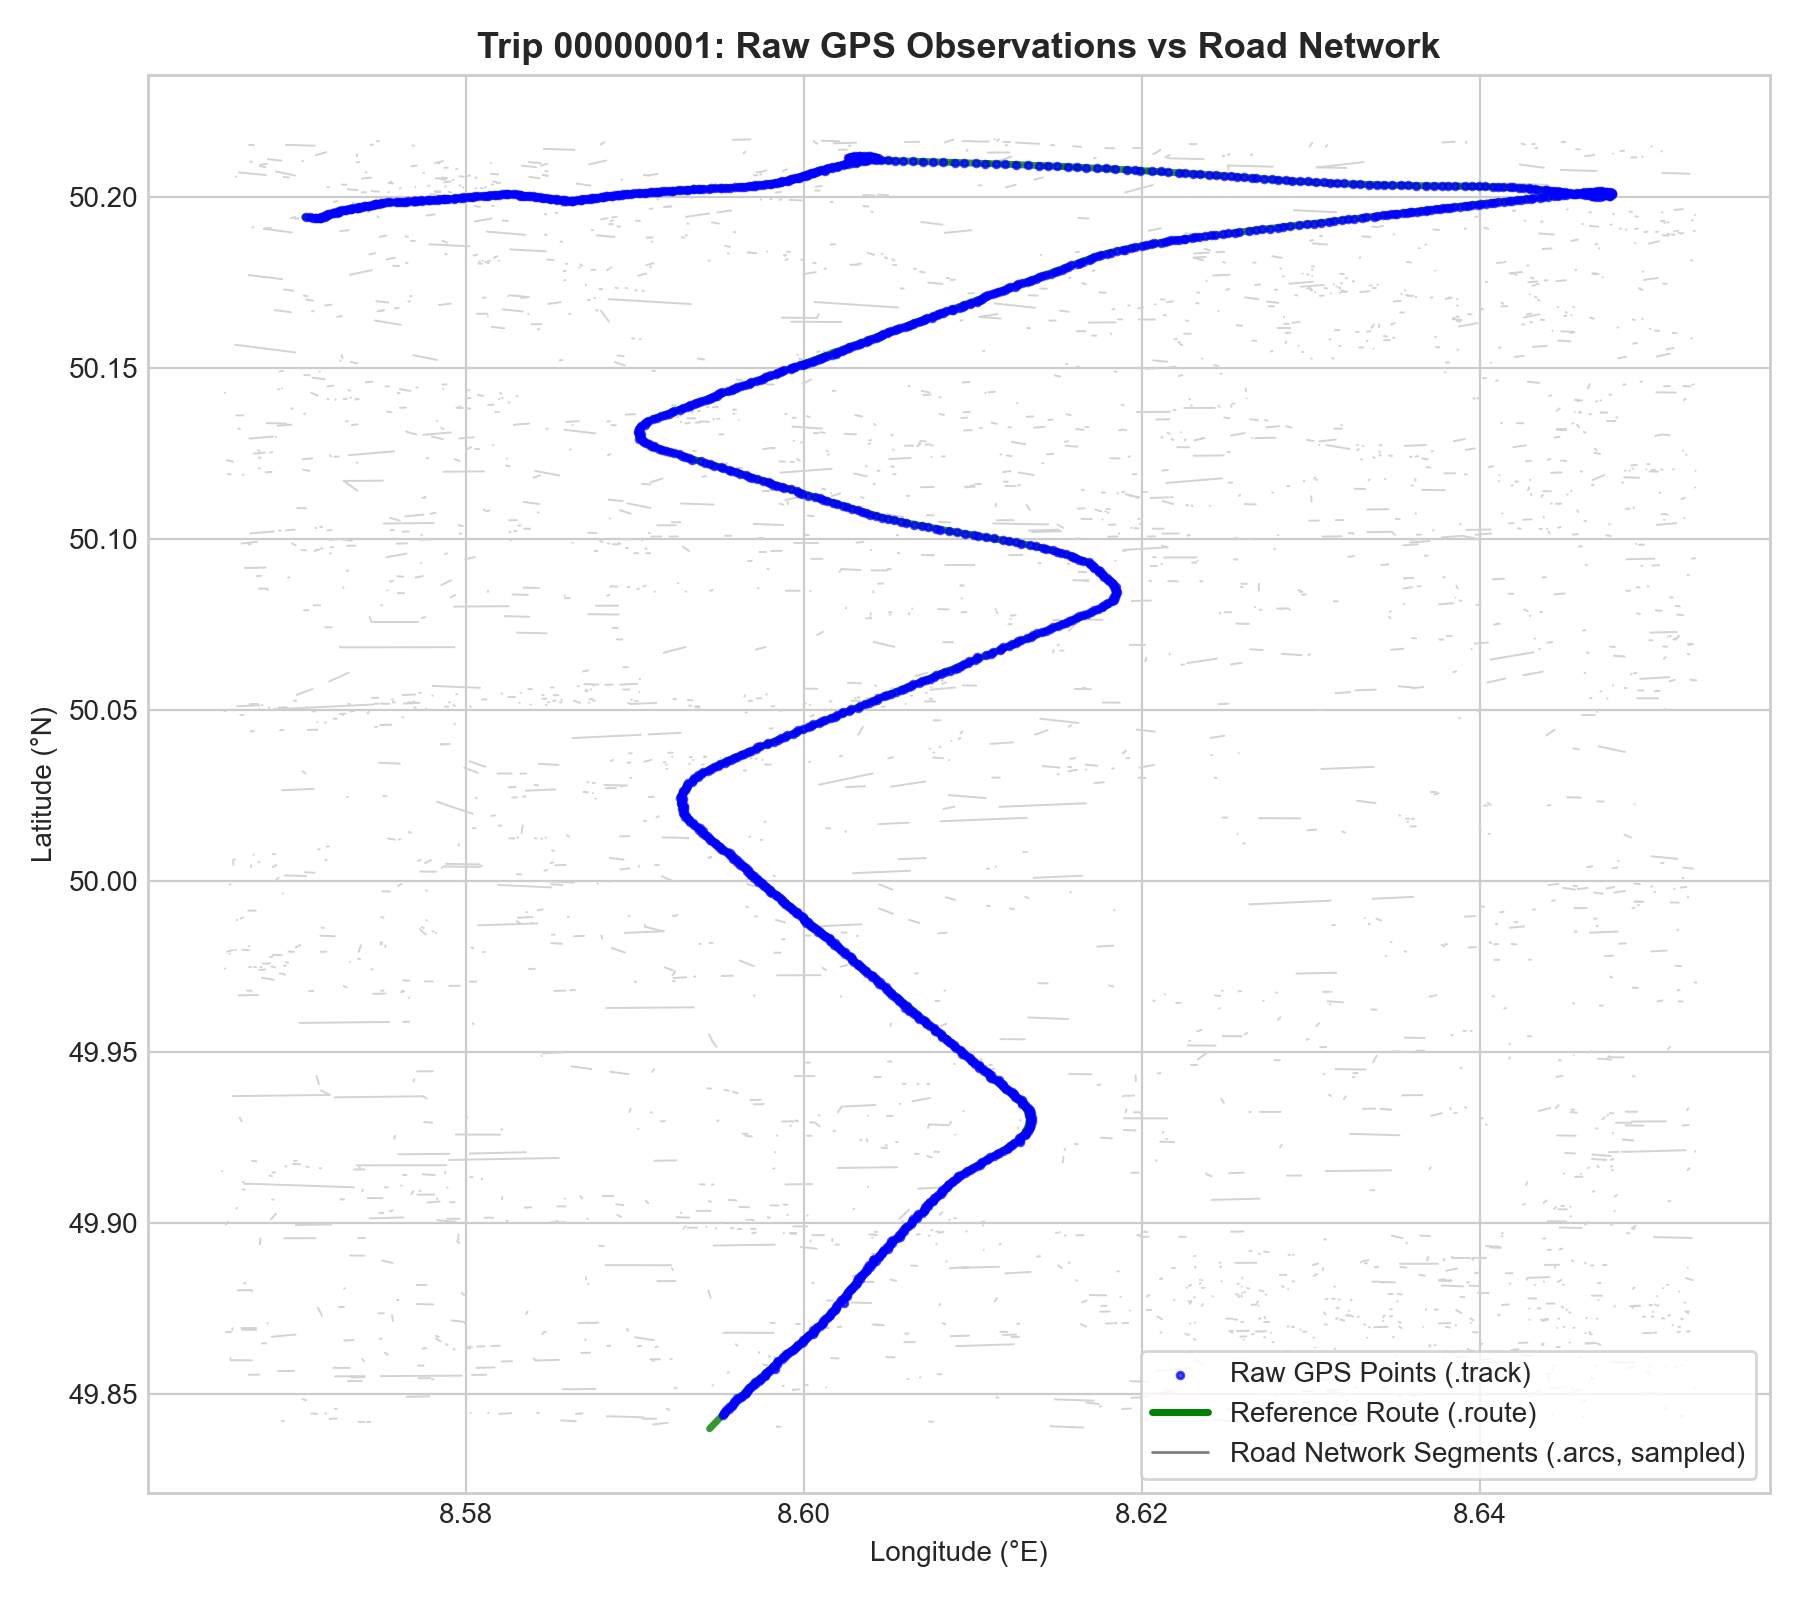 Trip 00000001: Raw GPS Observations vs Road Network
50.20
50.15
50.10
50.05
50.00
49.95
49.90
49.85
Latitude (°N)
8.58
8.60
8.62
8.64
Longitude (°E)
Raw GPS Points (.track)
Reference Route (.route)
Road Network Segments (.arcs, sampled)